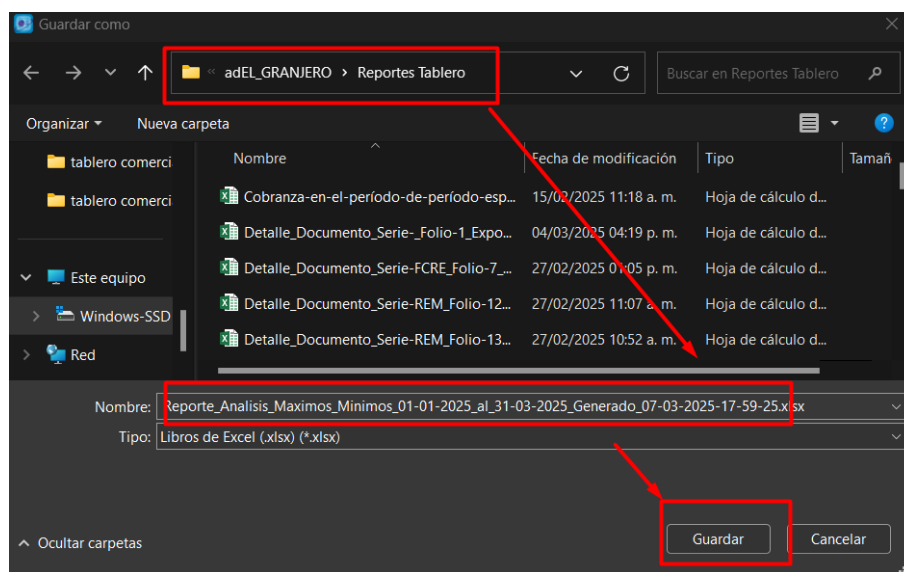 Guardar como
« adEL_GRANJERO > Reportes Tablero
Buscar en Reportes Tablero
Organizar
Nueva carpeta
tablero comerci
tablero comerci
Este equipo
Windows-SSD
Red
Nombre Fecha de modificación Tipo Tamañ
Cobranza-en-el-período-de-período-esp... 15/02/2025 11:18 a. m. Hoja de cálculo d...
Detalle_Documento_Serie-_Folio-1_Expo... 04/03/2025 04:19 p. m. Hoja de cálculo d...
Detalle_Documento_Serie-FCRE_Folio-7_... 27/02/2025 01:05 p. m. Hoja de cálculo d...
Detalle_Documento_Serie-REM_Folio-12... 27/02/2025 11:07 a. m. Hoja de cálculo d...
Detalle_Documento_Serie-REM_Folio-13... 27/02/2025 10:52 a. m. Hoja de cálculo d...
Nombre: Reporte_Analisis_Maximos_Minimos_01-01-2025_al_31-03-2025_Generado_07-03-2025-17-59-25.xlsx
Tipo: Libros de Excel (.xlsx) (*.xlsx)
Ocultar carpetas
Guardar
Cancelar